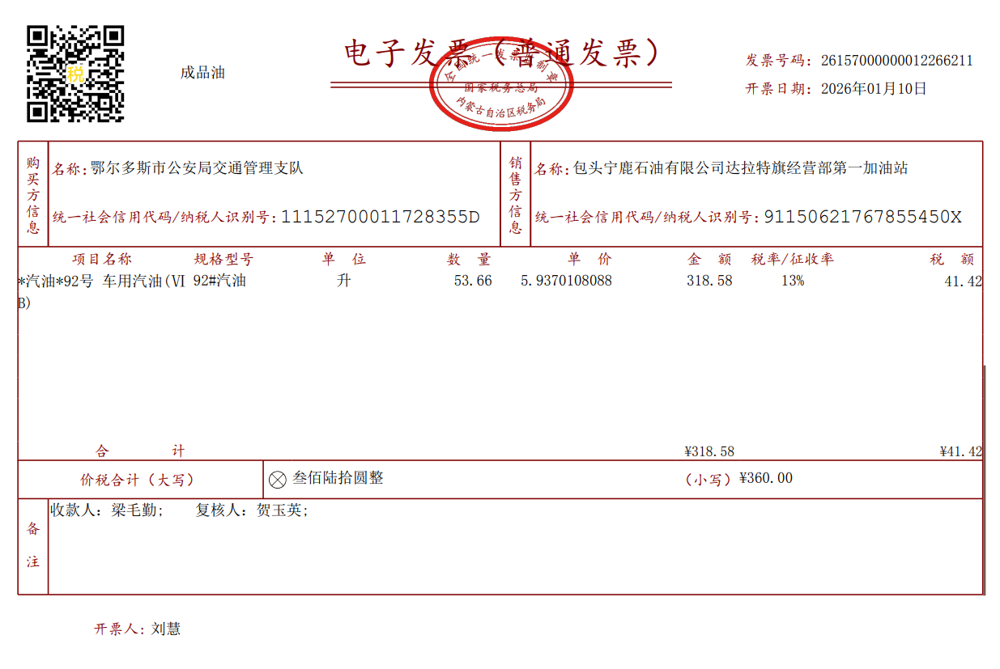 电子发票（普通发票）
全国统一发票监制章
国家税务总局
内蒙古自治区税务局
税
成品油
发票号码：26157000000012266211
开票日期：2026年01月10日
购买方信息
名称：鄂尔多斯市公安局交通管理支队
统一社会信用代码/纳税人识别号：11152700011728355D
销售方信息
名称：包头宁鹿石油有限公司达拉特旗经营部第一加油站
统一社会信用代码/纳税人识别号：91150621767855450X
项目名称 规格型号 单 位 数 量 单 价 金 额 税率/征收率 税 额
*汽油*92号 车用汽油(VI 92#汽油 升 53.66 5.9370108088 318.58 13% 41.42
B)
合 计 ¥318.58 ¥41.42
价税合计（大写） 叁佰陆拾圆整 （小写）¥360.00
备注
收款人：梁毛勤; 复核人：贺玉英;
开票人：刘慧